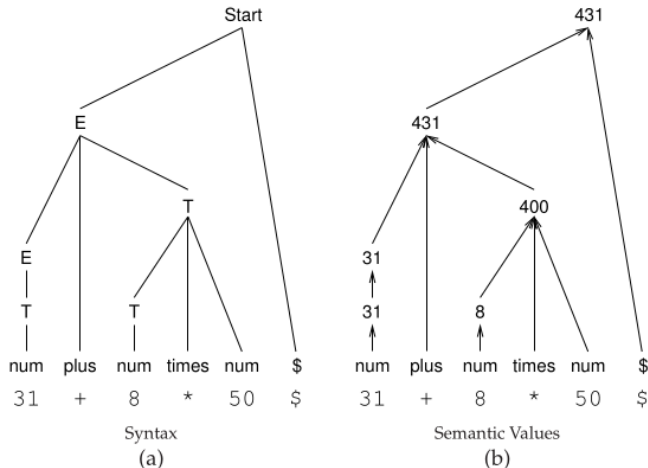 Start 431
E 431
T 400
E 31
T T 31 8
num plus num times num $ num plus num times num $
31 + 8 * 50 $ 31 + 8 * 50 $
Syntax Semantic Values
(a) (b)